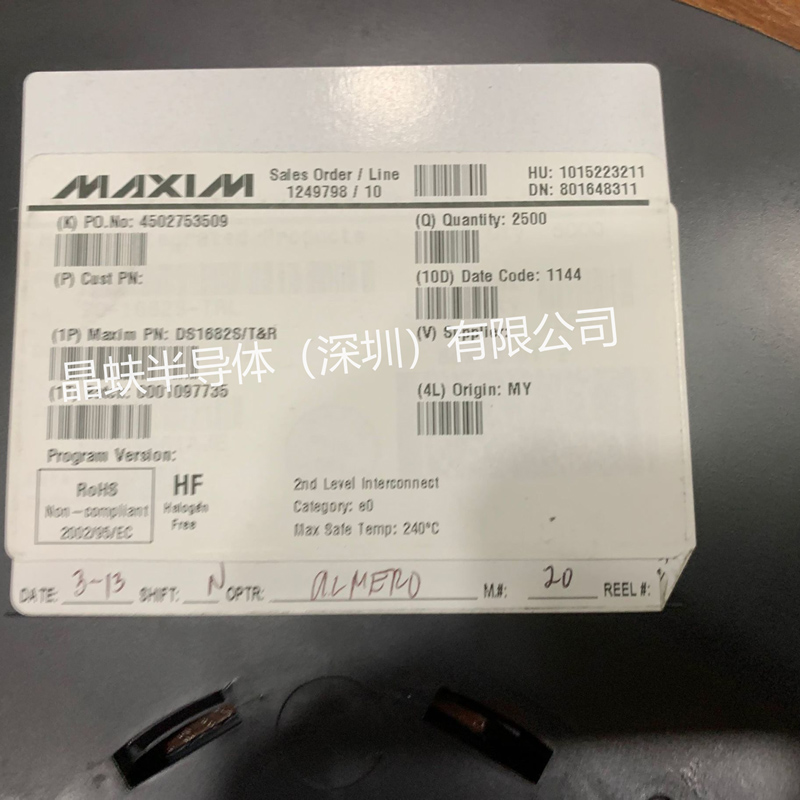 MAXIM
Sales Order / Line
1249798 / 10
HU: 1015223211
DN: 801648311
(K) PO.No: 4502753509
(Q) Quantity: 2500
(P) Cust PN:
(10D) Date Code: 1144
(1P) Maxim PN: DS1682S/T&R
(V) Supplier:
晶蚨半导体（深圳）有限公司
(4L) Origin: MY
Program Version:
RoHS
Non-compliant
2002/95/EC
HF
Halogen
Free
2nd Level Interconnect
Category: e0
Max Safe Temp: 240°C
DATE: 3-13 SHIFT: N OPTR: ALMERO M.#: 20 REEL #: